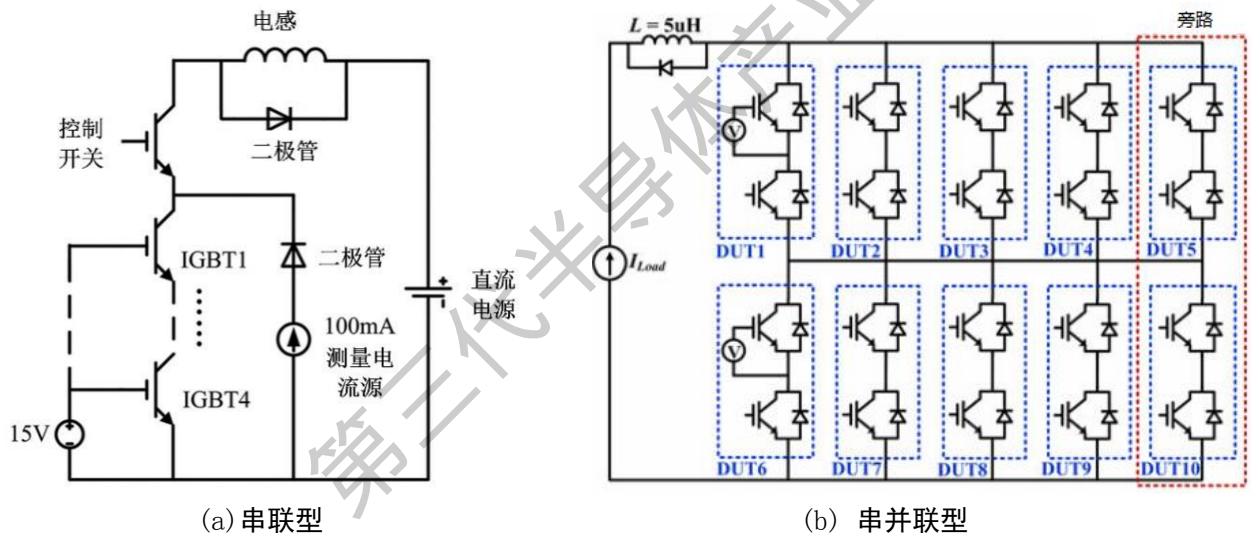 电感
二极管
控制
开关
IGBT1
二极管
直流
电源
100mA
测量电
流源
IGBT4
15V
(a)串联型
L = 5uH
旁路
V
DUT1
DUT2
DUT3
DUT4
DUT5
I_Load
V
DUT6
DUT7
DUT8
DUT9
DUT10
(b) 串并联型
第三代半导体产业